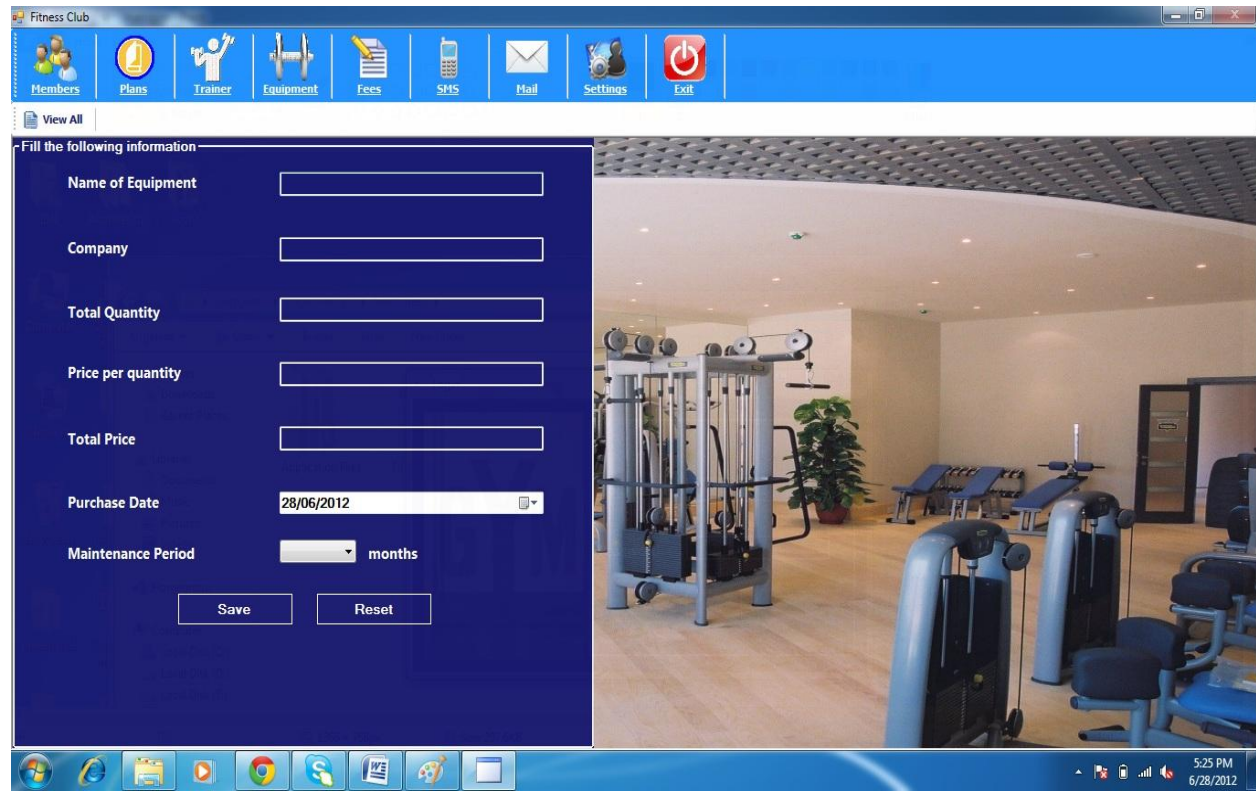 Fitness Club
Members Plans Trainer Equipment Fees SMS Mail Settings Exit
View All
Fill the following information
Name of Equipment
Company
Total Quantity
Price per quantity
Total Price
Purchase Date 28/06/2012
Maintenance Period months
Save Reset
5:25 PM
6/28/2012